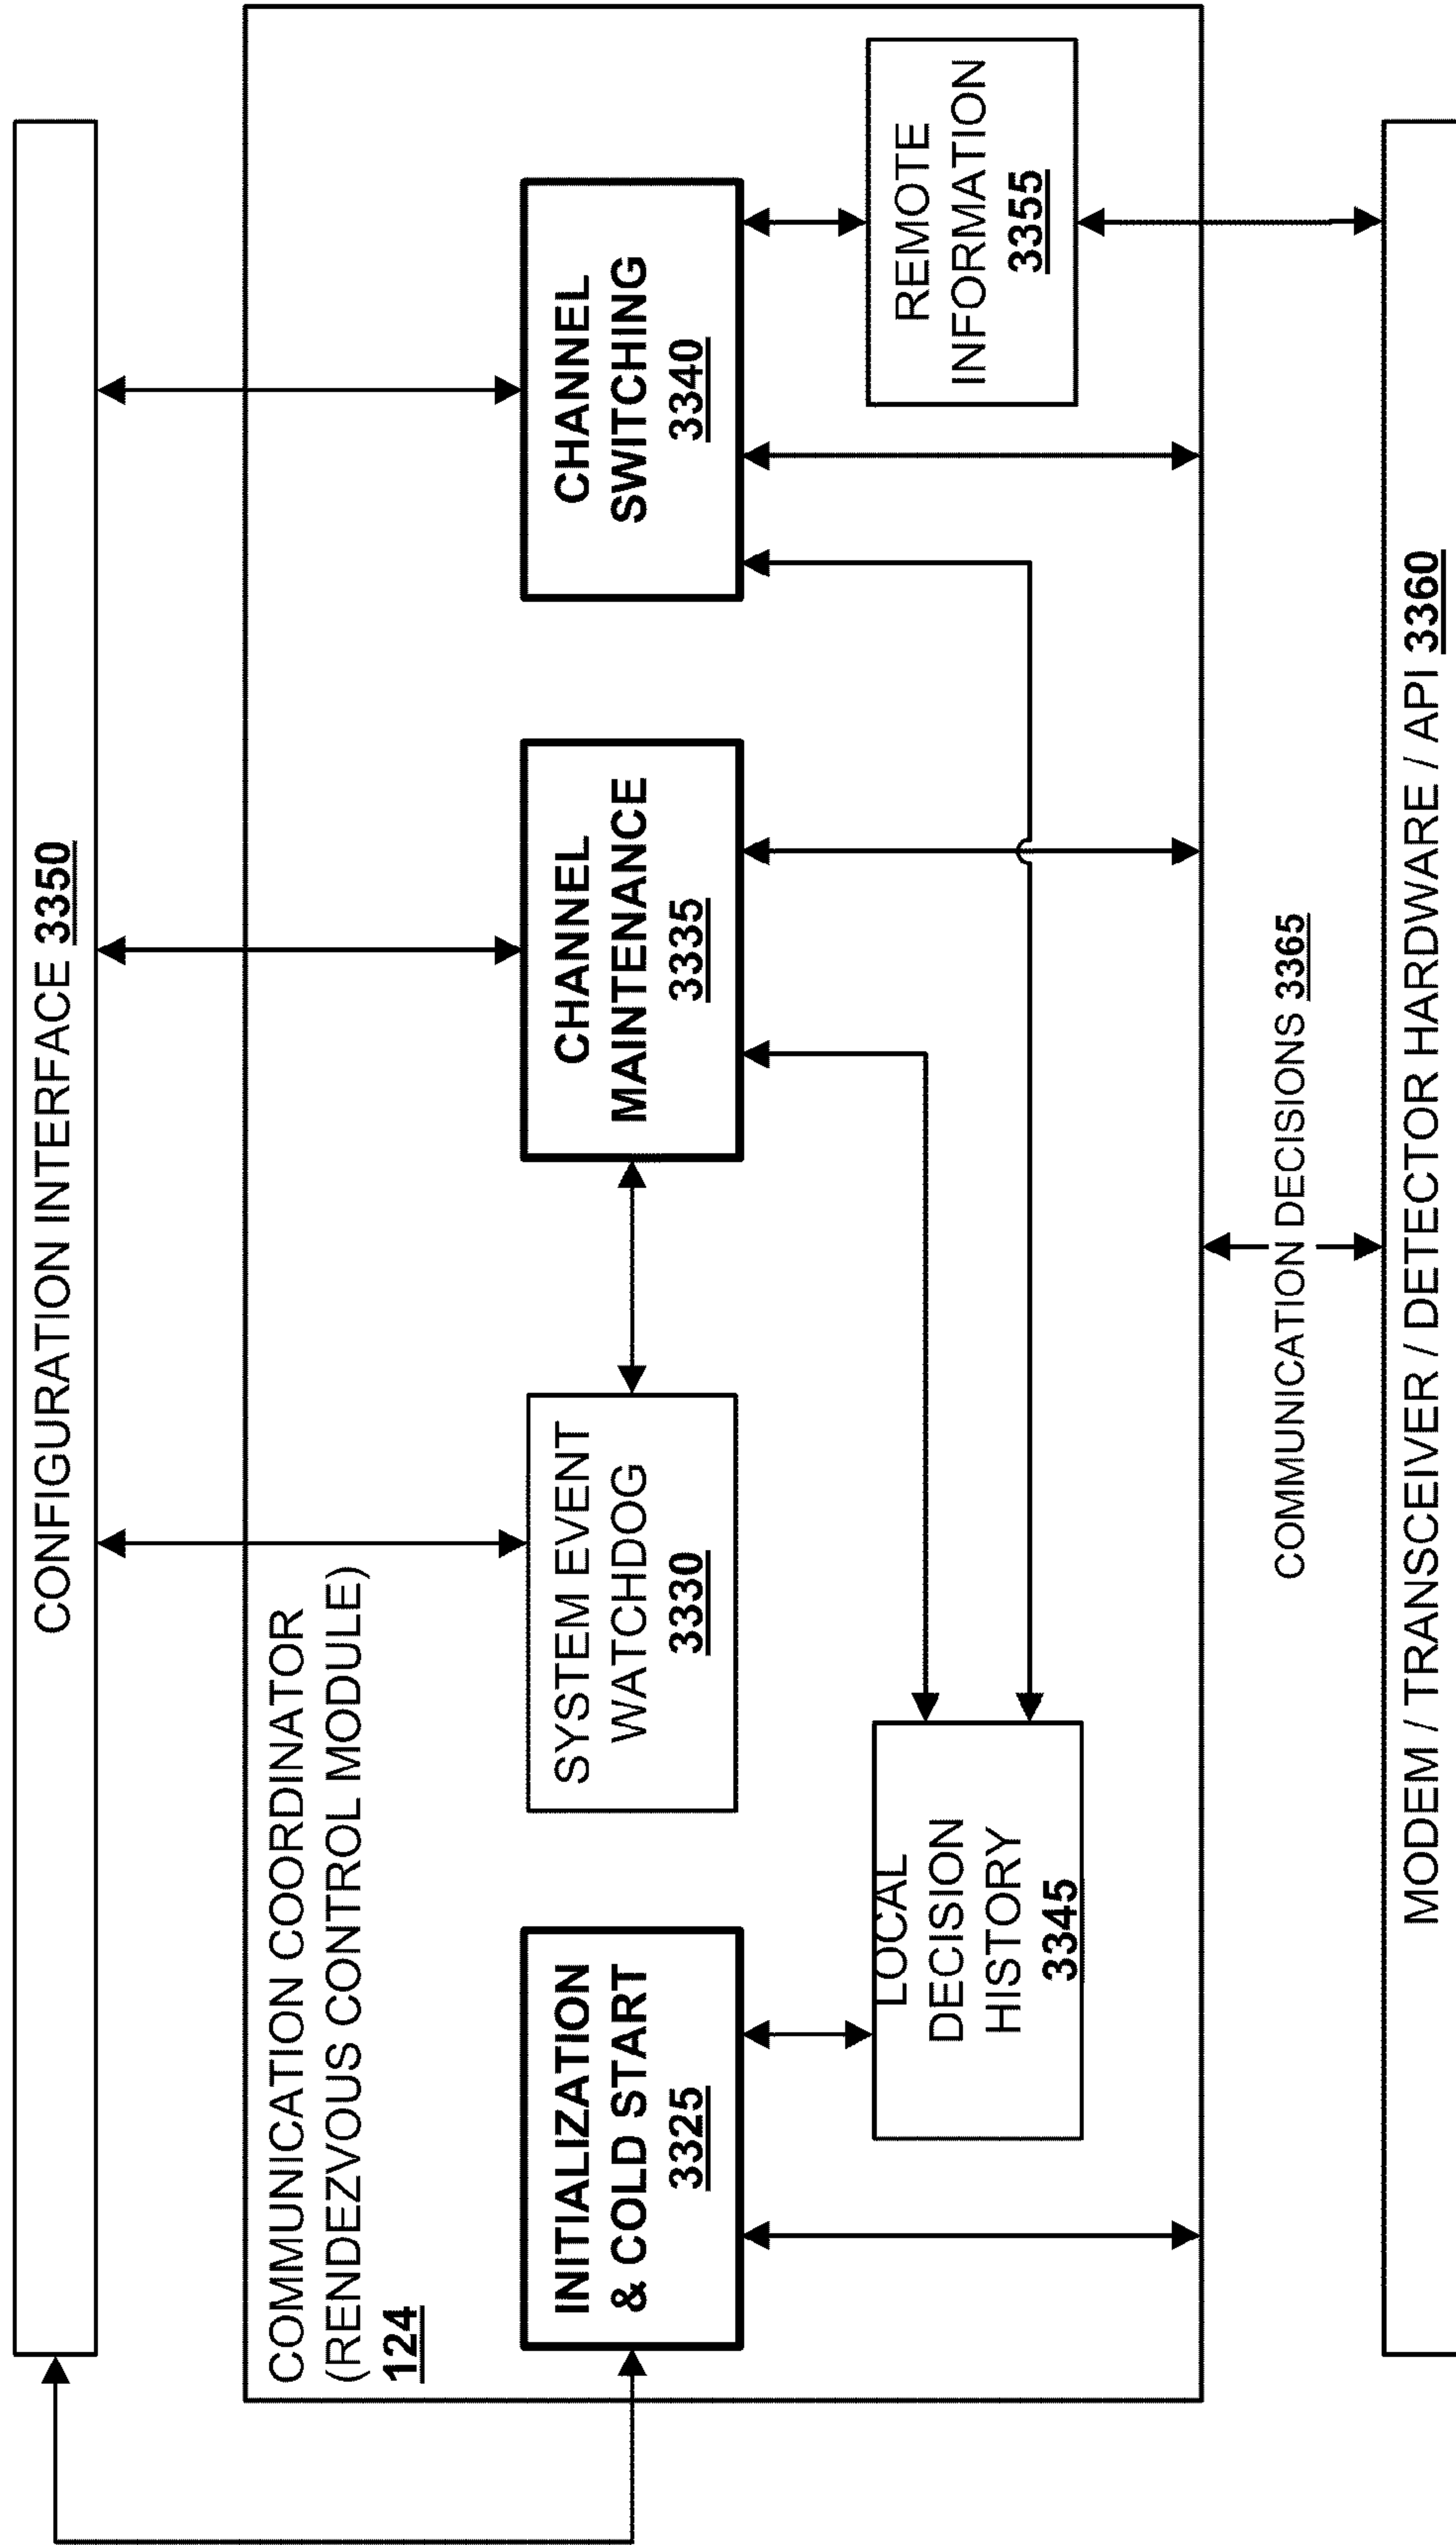 CONFIGURATION INTERFACE 3350
COMMUNICATION COORDINATOR
(RENDEZVOUS CONTROL MODULE)
124
INITIALIZATION
& COLD START
3325
SYSTEM EVENT
WATCHDOG
3330
CHANNEL
MAINTENANCE
3335
CHANNEL
SWITCHING
3340
LOCAL
DECISION
HISTORY
3345
REMOTE
INFORMATION
3355
COMMUNICATION DECISIONS 3365
MODEM / TRANSCEIVER / DETECTOR HARDWARE / API 3360